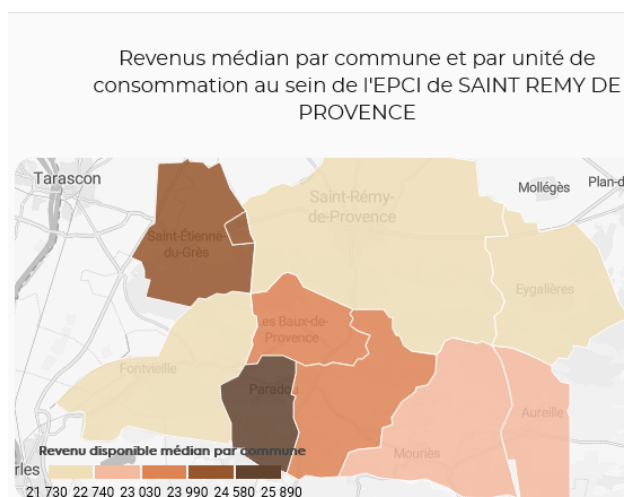 Revenus médian par commune et par unité de
consommation au sein de l'EPCI de SAINT REMY DE
PROVENCE
Tarascon
Saint-Rémy-
de-Provence
Mollégès
Plan-d
Saint-Étienne-
du-Grès
Eygalières
Les Baux-de-
Provence
Fontvieille
Paradou
Aureille
Mouriès
Revenu disponible médian par commune
rles
21 730 22 740 23 030 23 990 24 580 25 890